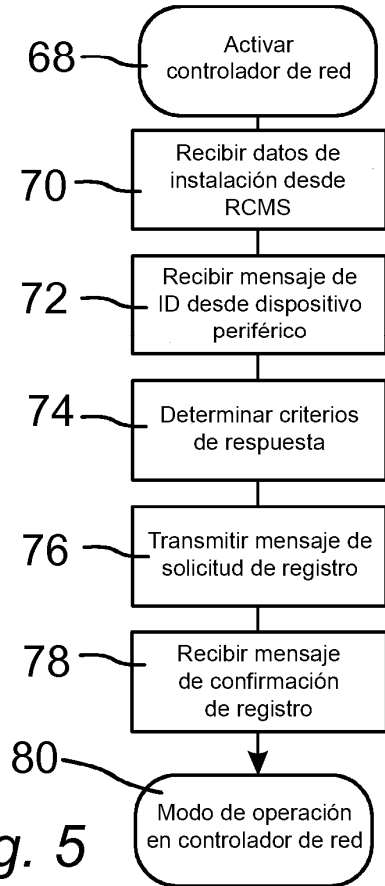 68
Activar
controlador de red
70
Recibir datos de
instalación desde
RCMS
72
Recibir mensaje de
ID desde dispositivo
periférico
74
Determinar criterios
de respuesta
76
Transmitir mensaje de
solicitud de registro
78
Recibir mensaje
de confirmación
de registro
80
Modo de operación
en controlador de red
g. 5